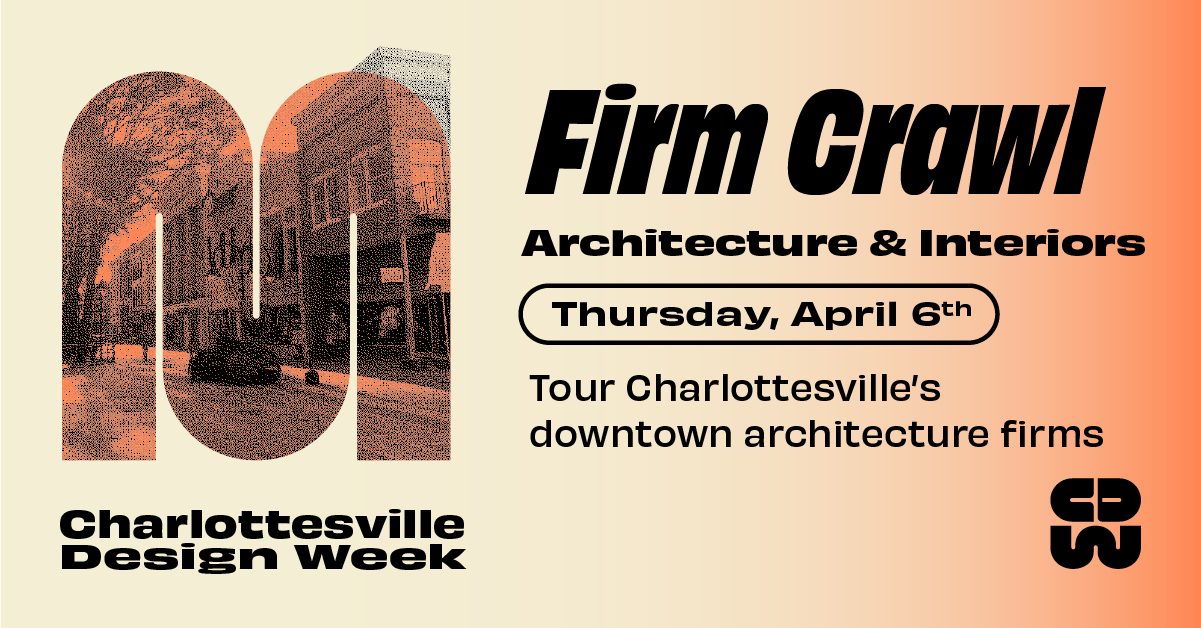 Firm Crawl
Architecture & Interiors
Thursday, April 6th
Tour Charlottesville’s
downtown architecture firms
Charlottesville
Design Week
CDW